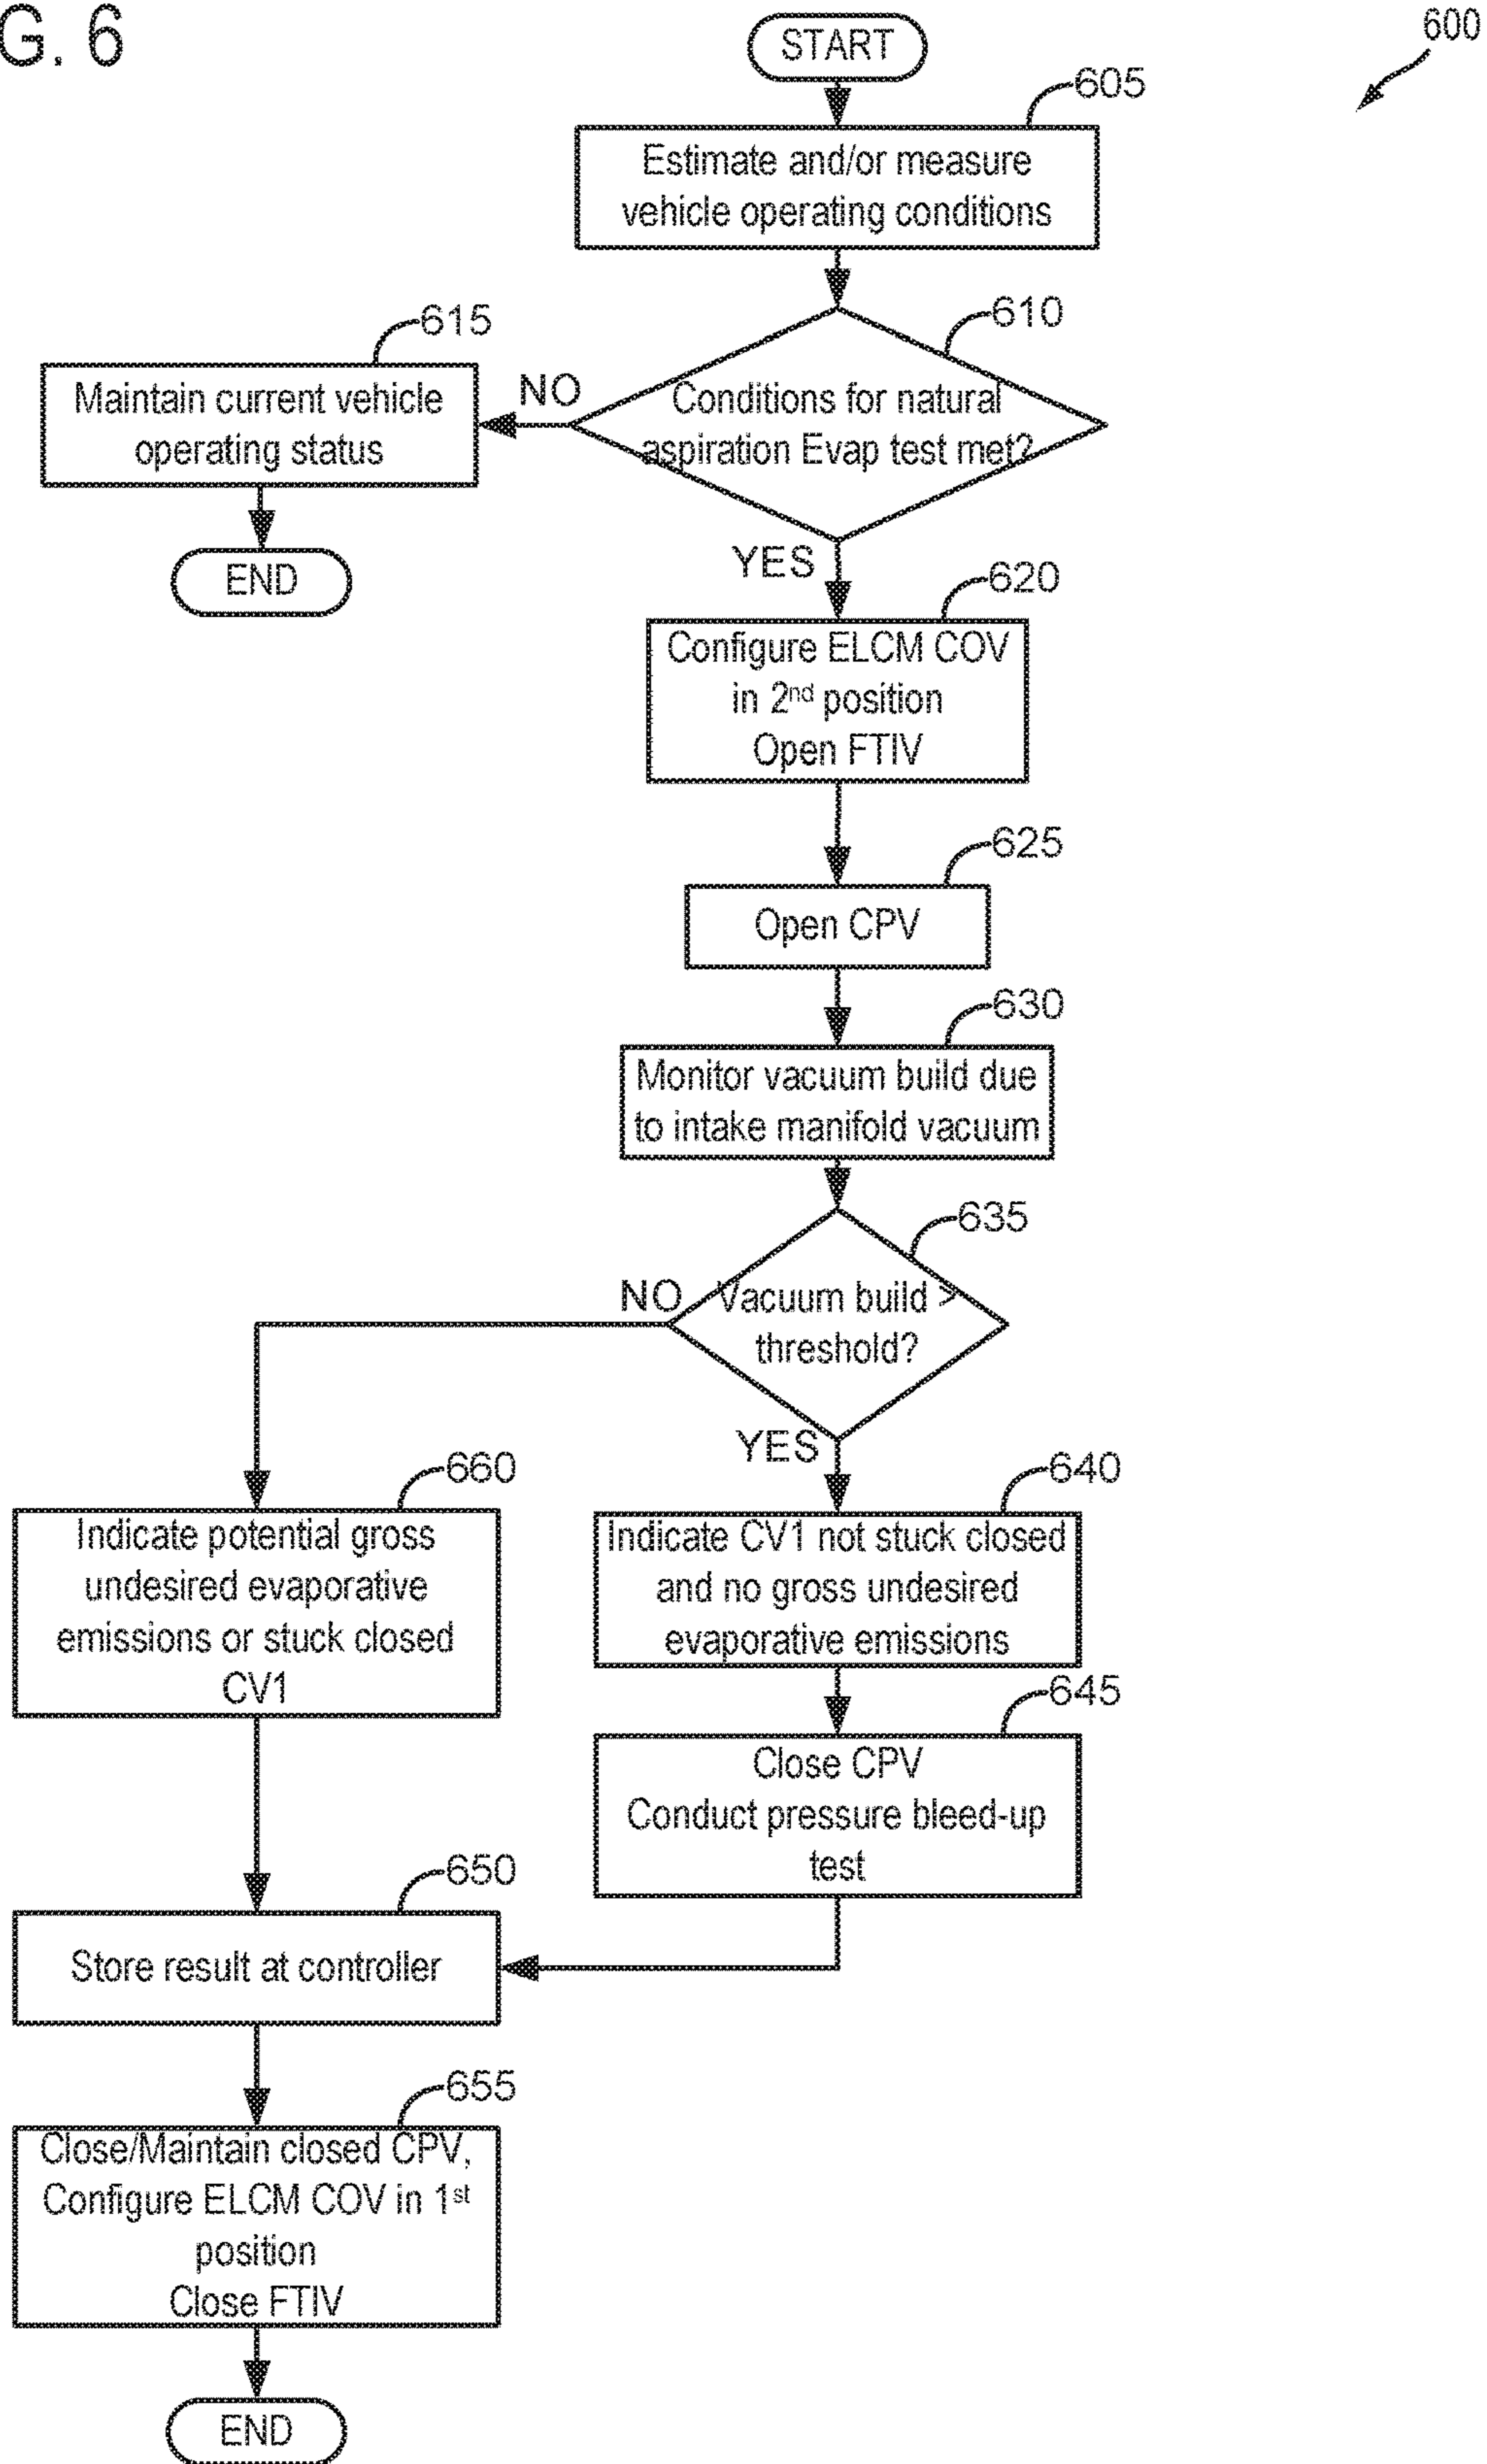 G. 6
600
START
605
Estimate and/or measure
vehicle operating conditions
610
Conditions for natural
aspiration Evap test met?
NO
615
Maintain current vehicle
operating status
END
YES
620
Configure ELCM COV
in 2nd position
Open FTIV
625
Open CPV
630
Monitor vacuum build due
to intake manifold vacuum
635
Vacuum build >
threshold?
NO
YES
660
Indicate potential gross
undesired evaporative
emissions or stuck closed
CV1
640
Indicate CV1 not stuck closed
and no gross undesired
evaporative emissions
645
Close CPV
Conduct pressure bleed-up
test
650
Store result at controller
655
Close/Maintain closed CPV,
Configure ELCM COV in 1st
position
Close FTIV
END